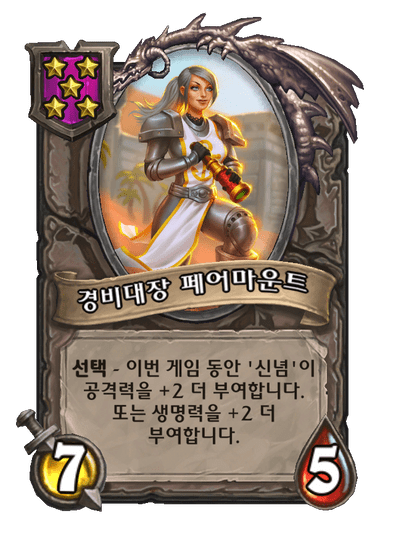 경비대장 페어마운트
선택 - 이번 게임 동안 '신념'이
공격력을 +2 더 부여합니다.
또는 생명력을 +2 더
부여합니다.
7
5